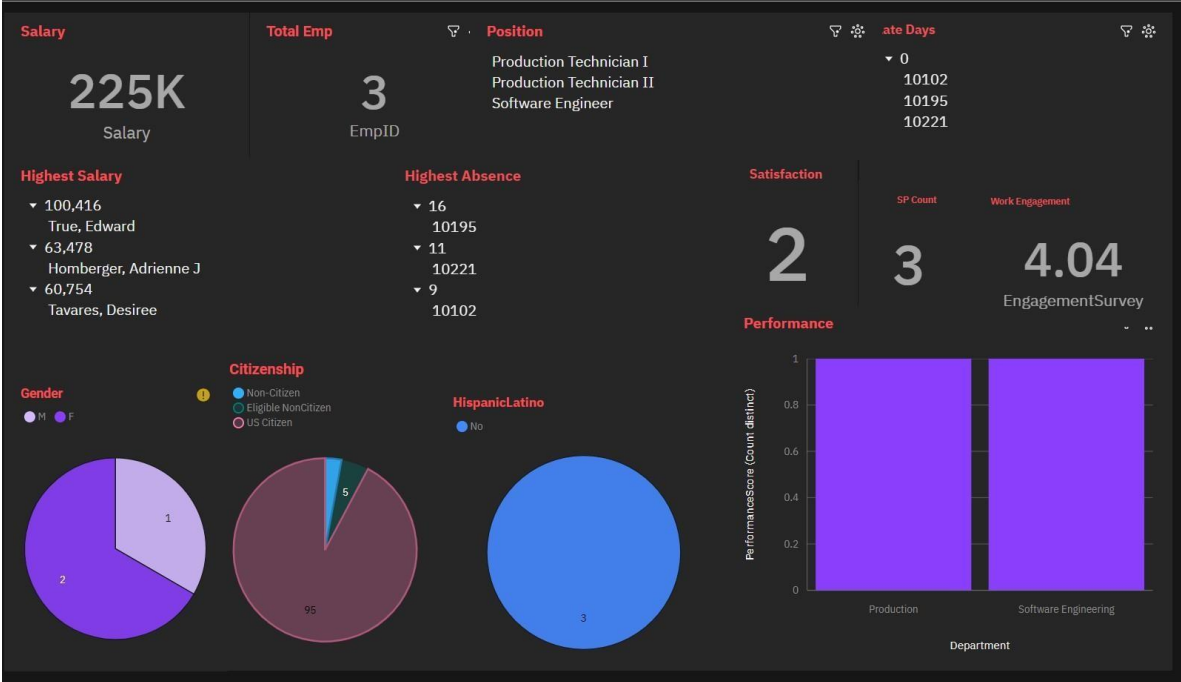 Salary
225K
Salary
Total Emp
3
EmpID
Position
Production Technician I
Production Technician II
Software Engineer
ate Days
0
10102
10195
10221
Highest Salary
100,416
True, Edward
63,478
Homberger, Adrienne J
60,754
Tavares, Desiree
Highest Absence
16
10195
11
10221
9
10102
Satisfaction
2
SP Count
3
Work Engagement
4.04
EngagementSurvey
Gender
M F
1
2
Citizenship
Non-Citizen
Eligible NonCitizen
US Citizen
5
95
HispanicLatino
No
3
Performance
PerformanceScore (Count distinct)
1
0.8
0.6
0.4
0.2
0
Production Software Engineering
Department